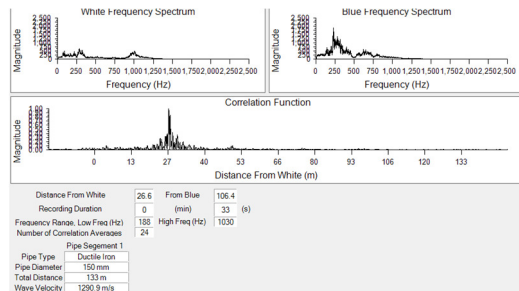 White Frequency Spectrum
Blue Frequency Spectrum
Magnitude
Magnitude
0 250 500 750 1,000 1,250 1,500 1,750 2,000 2,250 2,500
0 250 500 750 1,000 1,250 1,500 1,750 2,000 2,250 2,500
Frequency (Hz)
Frequency (Hz)
Correlation Function
Magnitude
0 13 27 40 53 66 80 93 106 120 133
Distance From White (m)
Distance From White 26.6 From Blue 106.4
Recording Duration 0 (min) 33 (s)
Frequency Range, Low Freq (Hz) 188 High Freq (Hz) 1030
Number of Correlation Averages 24
Pipe Segement 1
Pipe Type Ductile Iron
Pipe Diameter 150 mm
Total Distance 133 m
Wave Velocity 1290.9 m/s